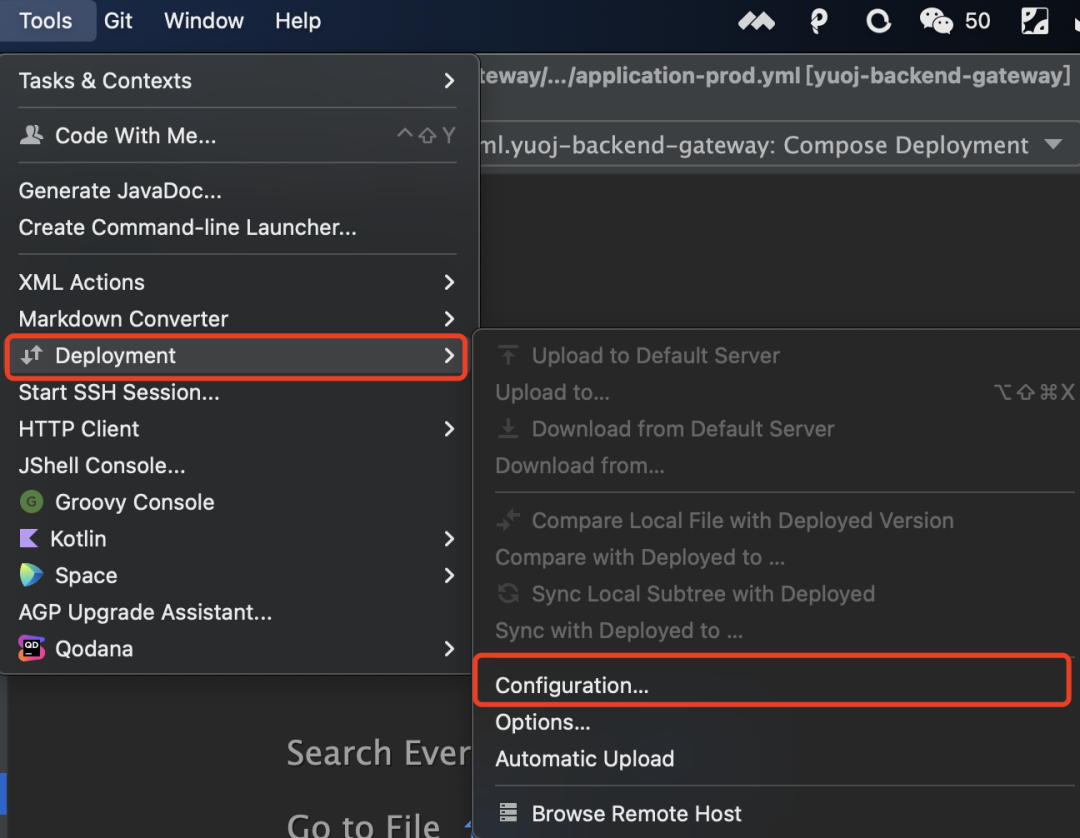 Tools Git Window Help 50
Tasks & Contexts
teway/.../application-prod.yml [yuoj-backend-gateway]
Code With Me... ^⇧Y
ml.yuoj-backend-gateway: Compose Deployment
Generate JavaDoc...
Create Command-line Launcher...
XML Actions
Markdown Converter
Deployment
Start SSH Session...
HTTP Client
JShell Console...
G Groovy Console
Kotlin
Space
AGP Upgrade Assistant...
QD Qodana
Upload to Default Server
Upload to... ⌥⇧⌘X
Download from Default Server
Download from...
Compare Local File with Deployed Version
Compare with Deployed to ...
Sync Local Subtree with Deployed
Sync with Deployed to ...
Configuration...
Options...
Automatic Upload
Browse Remote Host
Search Ever
Go to File